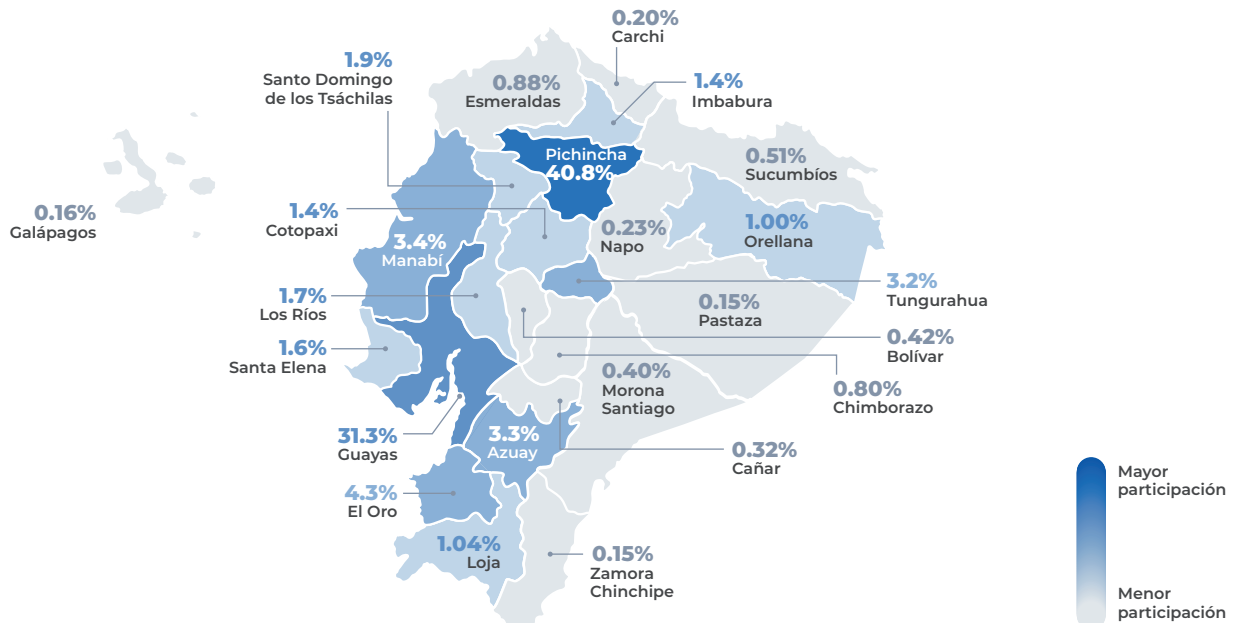 0.20%
Carchi
1.9%
Santo Domingo
de los Tsáchilas
0.88%
Esmeraldas
1.4%
Imbabura
Pichincha
40.8%
0.51%
Sucumbíos
0.16%
Galápagos
1.4%
Cotopaxi
3.4%
Manabí
0.23%
Napo
1.00%
Orellana
3.2%
Tungurahua
1.7%
Los Ríos
0.15%
Pastaza
0.42%
Bolívar
1.6%
Santa Elena
0.40%
Morona
Santiago
0.80%
Chimborazo
31.3%
Guayas
3.3%
Azuay
0.32%
Cañar
4.3%
El Oro
1.04%
Loja
0.15%
Zamora
Chinchipe
Mayor
participación
Menor
participación